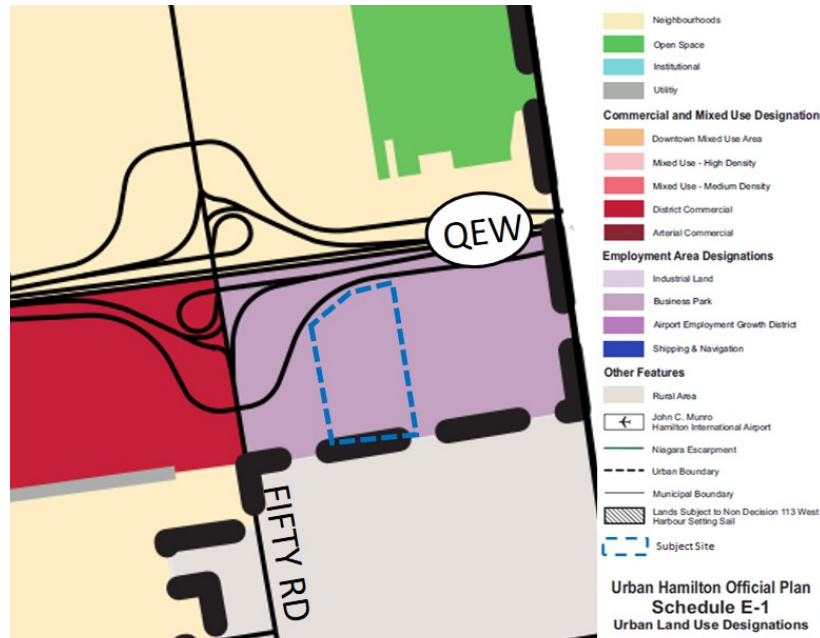 QEW
FIFTY RD
Neighbourhoods
Open Space
Institutional
Utilitiy
Commercial and Mixed Use Designation
Downtown Mixed Use Area
Mixed Use - High Density
Mixed Use - Medium Density
District Commercial
Arterial Commercial
Employment Area Designations
Industrial Land
Business Park
Airport Employment Growth District
Shipping & Navigation
Other Features
Rural Area
John C. Munro
Hamilton International Airport
Niagara Escarpment
Urban Boundary
Municipal Boundary
Lands Subject to Non Decision 113 West
Harbour Setting Sail
Subject Site
Urban Hamilton Official Plan
Schedule E-1
Urban Land Use Designations